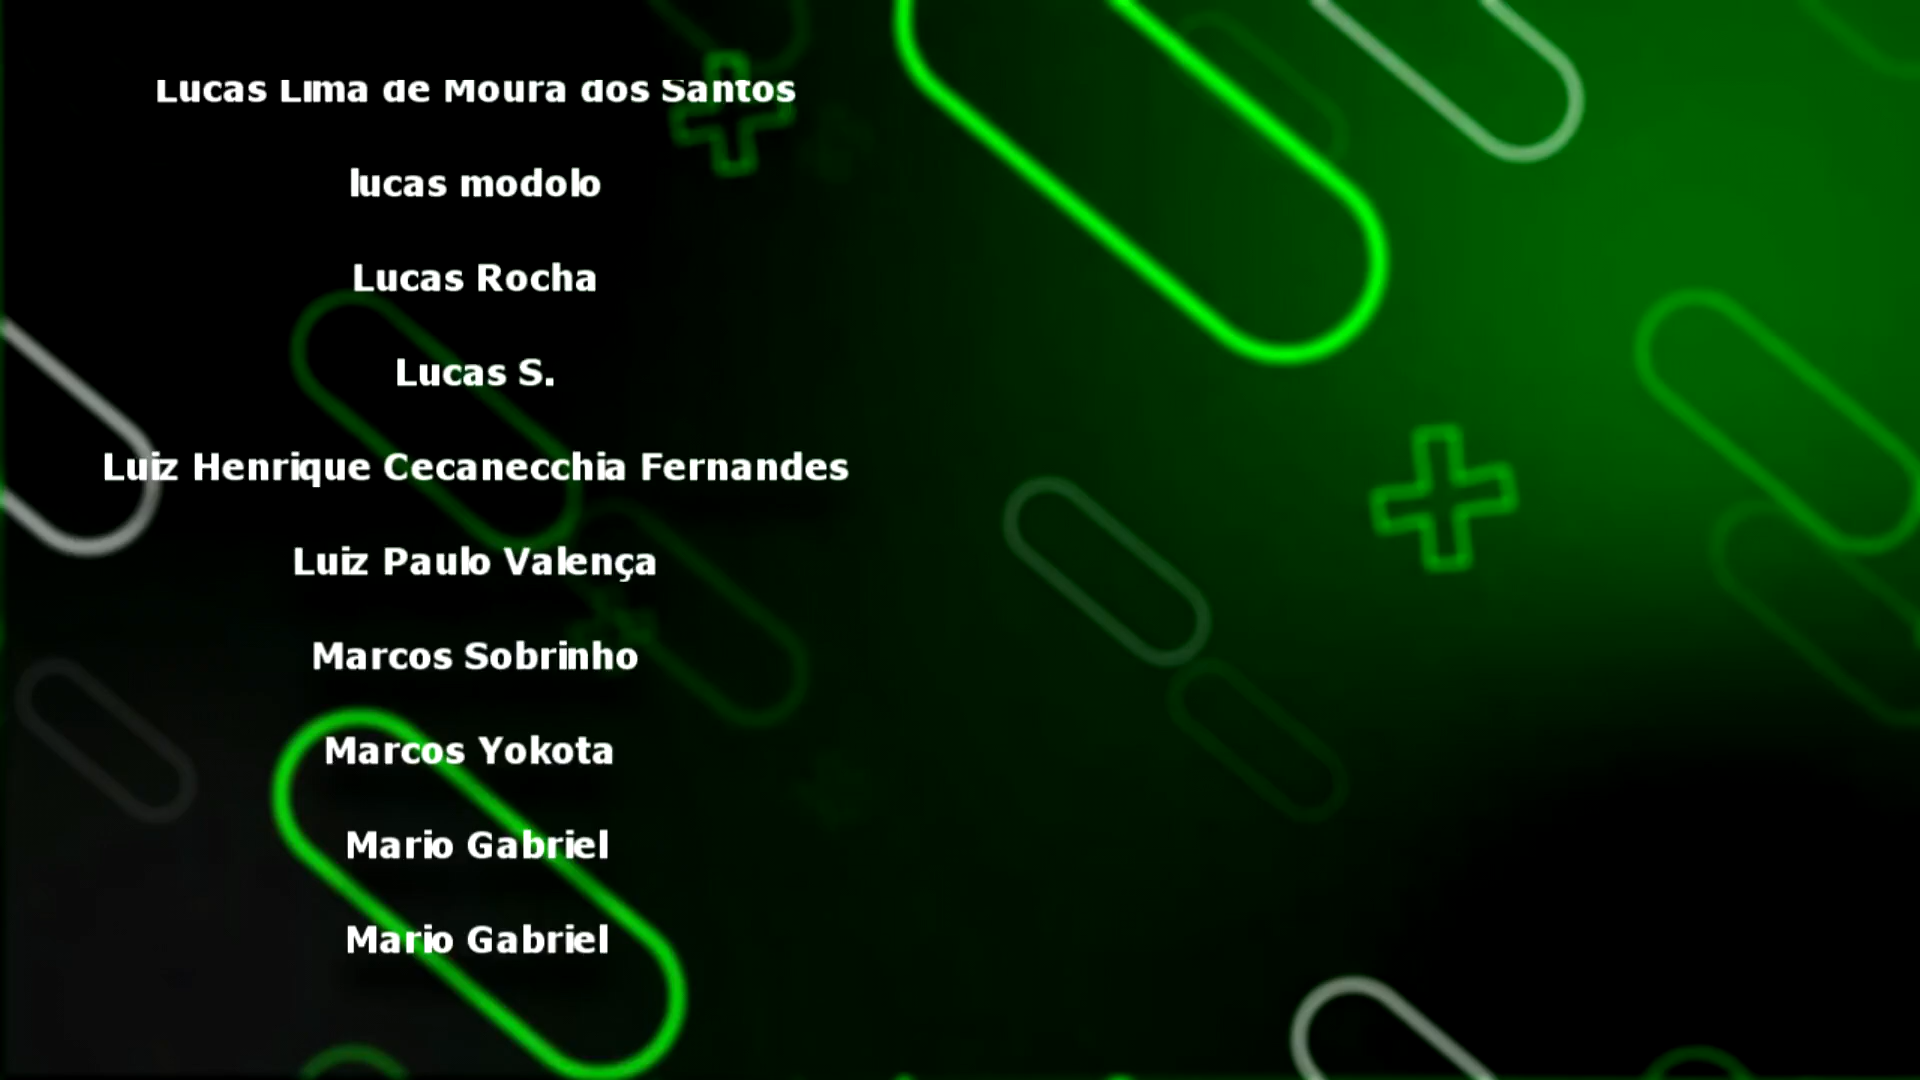 Lucas Lima de Moura dos Santos
lucas modolo
Lucas Rocha
Lucas S.
Luiz Henrique Cecanecchia Fernandes
Luiz Paulo Valença
Marcos Sobrinho
Marcos Yokota
Mario Gabriel
Mario Gabriel